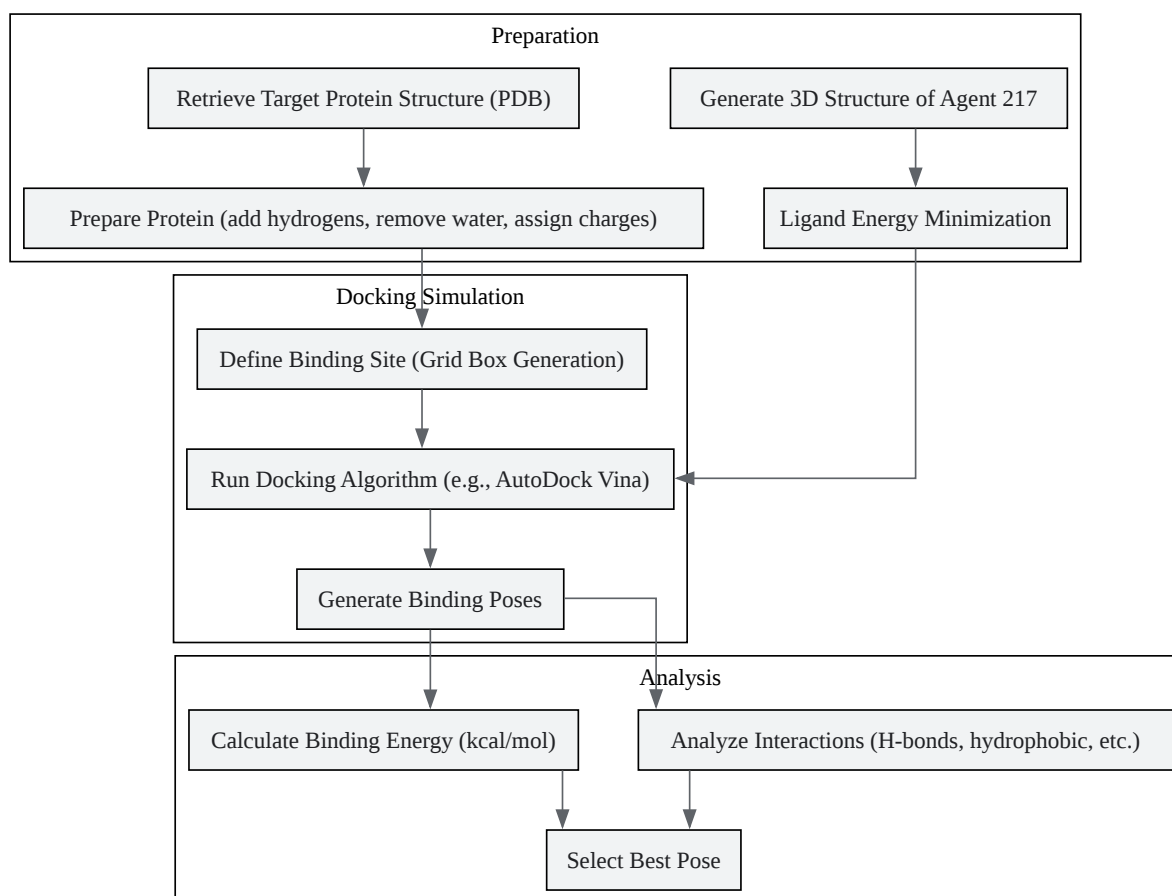 Preparation
Retrieve Target Protein Structure (PDB)
Generate 3D Structure of Agent 217
Prepare Protein (add hydrogens, remove water, assign charges)
Ligand Energy Minimization
Docking Simulation
Define Binding Site (Grid Box Generation)
Run Docking Algorithm (e.g., AutoDock Vina)
Generate Binding Poses
Analysis
Calculate Binding Energy (kcal/mol)
Analyze Interactions (H-bonds, hydrophobic, etc.)
Select Best Pose